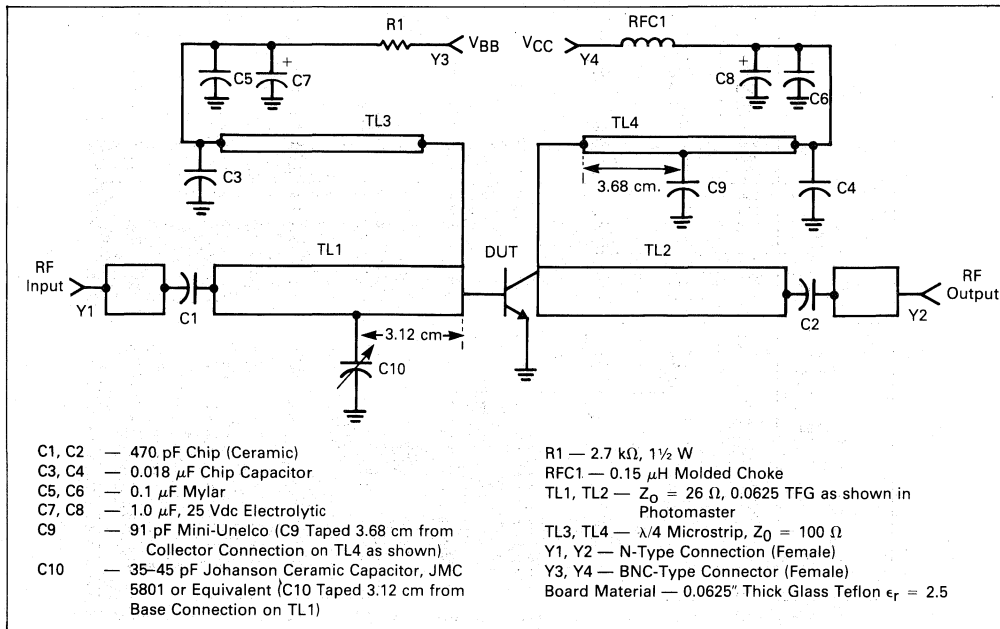 R1
RFC1
VBB
Y3
VCC
Y4
C5
+
C7
+
C8
C6
TL3
TL4
C3
3.68 cm.
C9
C4
RF
Input
Y1
C1
TL1
DUT
TL2
C2
Y2
RF
Output
3.12 cm
C10
C1, C2 — 470 pF Chip (Ceramic)
C3, C4 — 0.018 μF Chip Capacitor
C5, C6 — 0.1 μF Mylar
C7, C8 — 1.0 μF, 25 Vdc Electrolytic
C9 — 91 pF Mini-Unelco (C9 Taped 3.68 cm from
Collector Connection on TL4 as shown)
C10 — 35–45 pF Johanson Ceramic Capacitor, JMC
5801 or Equivalent (C10 Taped 3.12 cm from
Base Connection on TL1)
R1 — 2.7 kΩ, 1½ W
RFC1 — 0.15 μH Molded Choke
TL1, TL2 — Zo = 26 Ω, 0.0625 TFG as shown in
Photomaster
TL3, TL4 — λ/4 Microstrip, Z0 = 100 Ω
Y1, Y2 — N-Type Connection (Female)
Y3, Y4 — BNC-Type Connector (Female)
Board Material — 0.0625" Thick Glass Teflon εr = 2.5